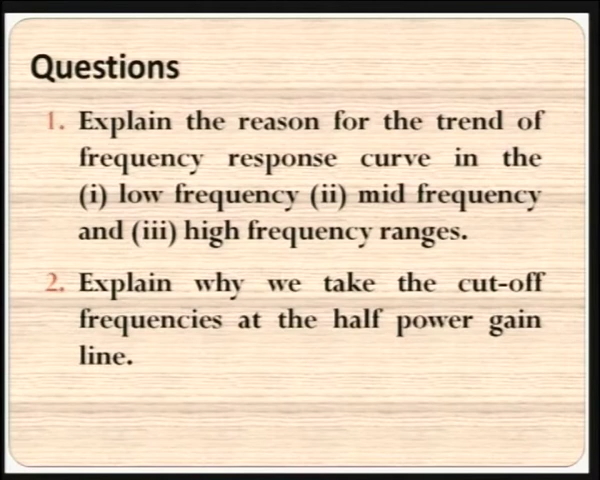 Questions
1. Explain the reason for the trend of
frequency response curve in the
(i) low frequency (ii) mid frequency
and (iii) high frequency ranges.
2. Explain why we take the cut-off
frequencies at the half power gain
line.